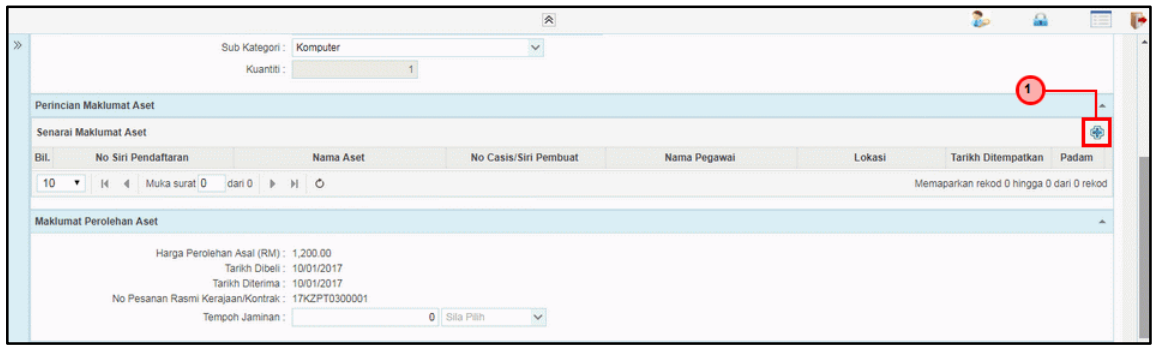 Sub Kategori : Komputer
Kuantiti : 1
1
Perincian Maklumat Aset
Senarai Maklumat Aset
Bil. No Siri Pendaftaran Nama Aset No Casis/Siri Pembuat Nama Pegawai Lokasi Tarikh Ditempatkan Padam
10 Muka surat 0 dari 0 Memaparkan rekod 0 hingga 0 dari 0 rekod
Maklumat Perolehan Aset
Harga Perolehan Asal (RM) : 1,200.00
Tarikh Dibeli : 10/01/2017
Tarikh Diterima : 10/01/2017
No Pesanan Rasmi Kerajaan/Kontrak : 17KZPT0300001
Tempoh Jaminan : 0 Sila Pilih